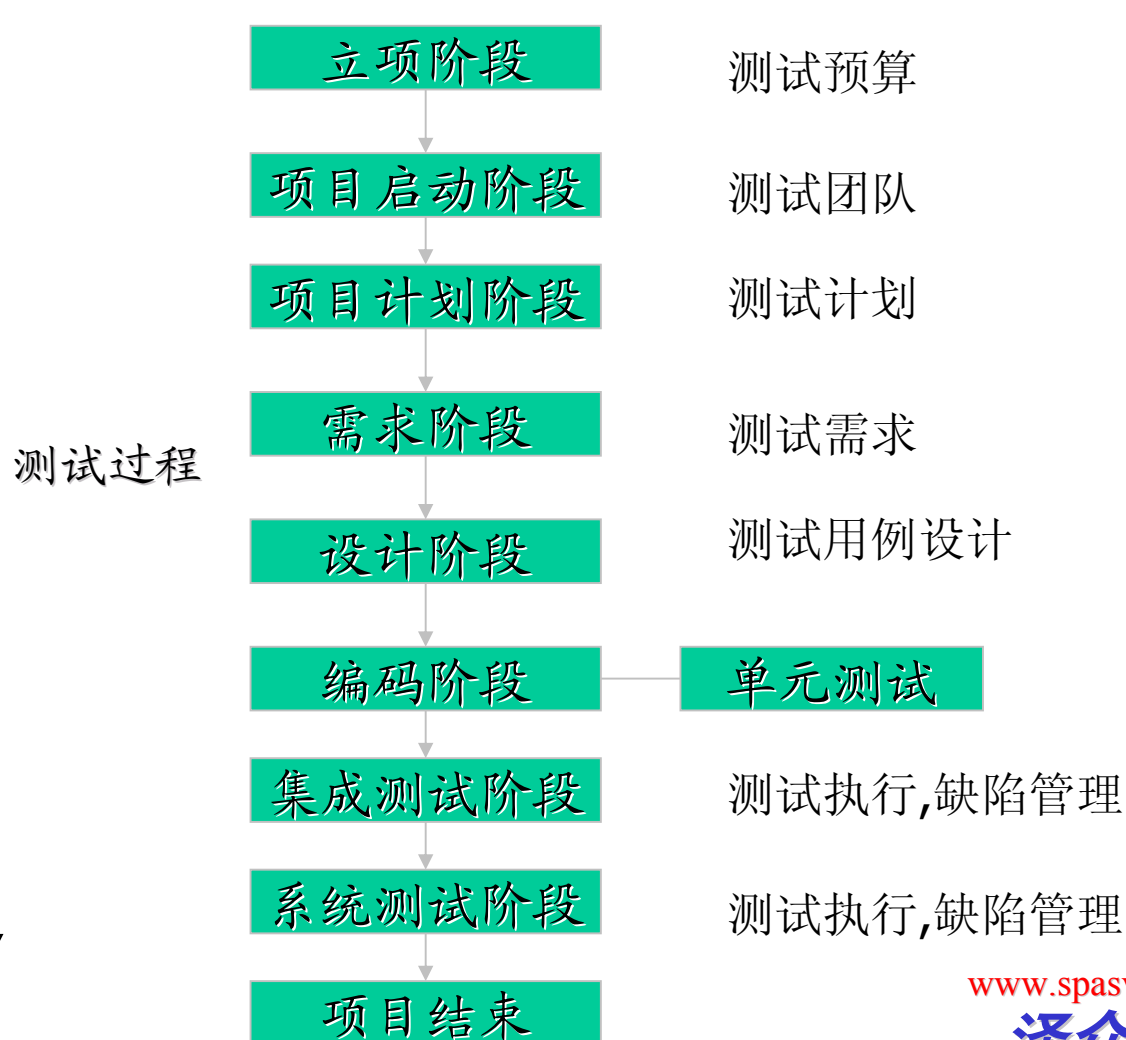 立项阶段
测试预算
项目启动阶段
测试团队
项目计划阶段
测试计划
需求阶段
测试需求
测试过程
设计阶段
测试用例设计
编码阶段
单元测试
集成测试阶段
测试执行,缺陷管理
系统测试阶段
测试执行,缺陷管理
www.spasv
项目结束